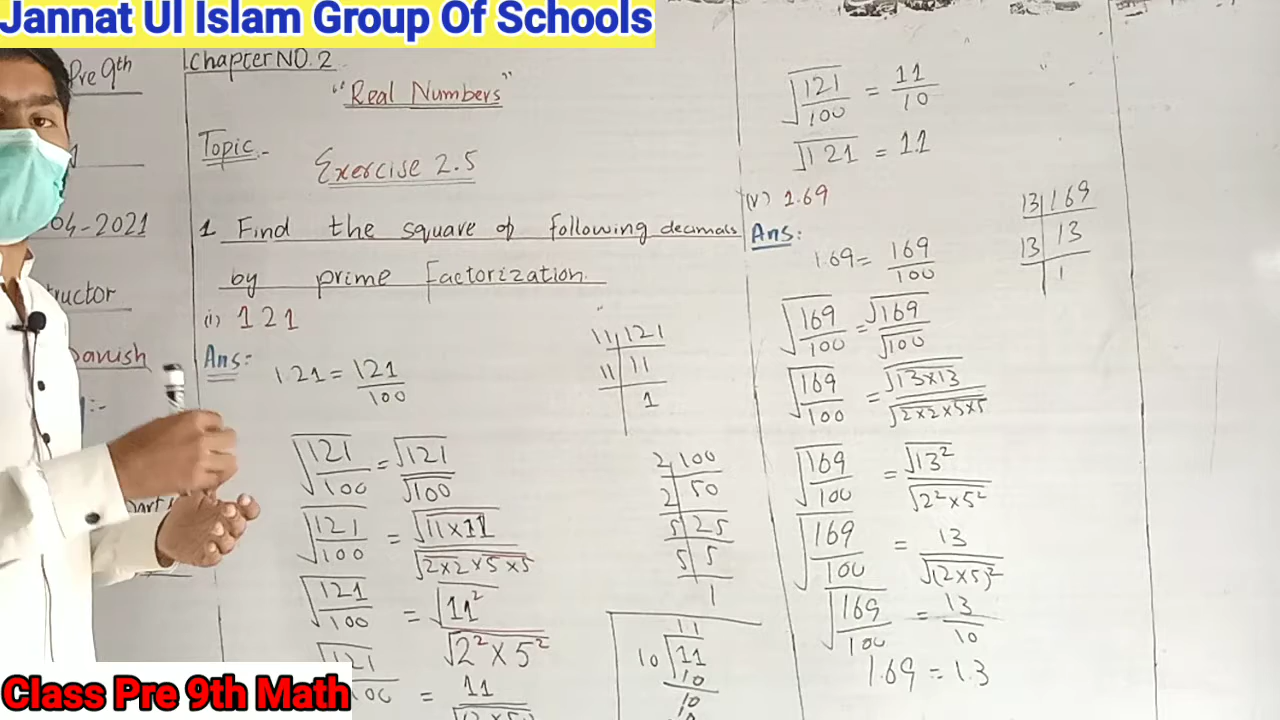 Jannat Ul Islam Group Of Schools
Pre 9th
04-2021
ructor
Danish
Chapter NO. 2
"Real Numbers"
Topic.-
Exercise 2.5
1 Find the square of following decimals
by prime Factorization.
(i) 1 2 1
Ans:-
1.21 = 121/100
√121/100 = √121/√100
√121/100 = √11×11/√2×2×5×5
√121/100 = √11²/√2²×5²
= 11
11 | 121
11 | 11
1
2 | 100
2 | 50
5 | 25
5 | 5
1
11
10 √11
10
10
√121/100 = 11/10
√121 = 1.1
(v) 1.69
Ans:
1.69 = 169/100
√169/100 = √169/√100
√169/100 = √13×13/√2×2×5×5
√169/100 = √13²/√2²×5²
√169/100 = 13/√(2×5)²
√169/100 = 13/10
1.69 = 1.3
13 | 169
13 | 13
1
Class Pre 9th Math